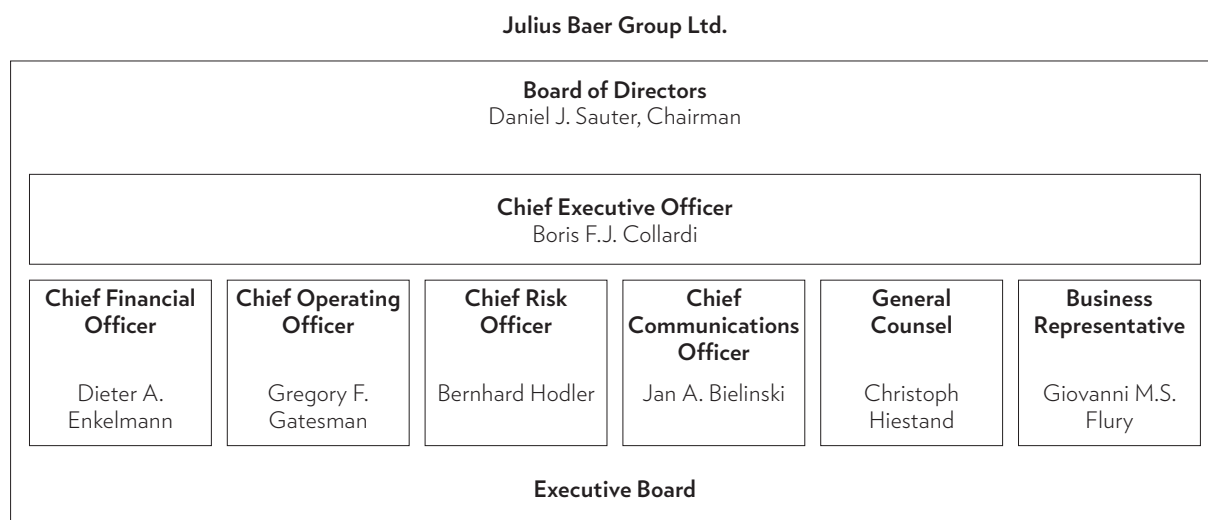 Julius Baer Group Ltd.
Board of Directors
Daniel J. Sauter, Chairman
Chief Executive Officer
Boris F.J. Collardi
Chief Financial
Officer
Dieter A.
Enkelmann
Chief Operating
Officer
Gregory F.
Gatesman
Chief Risk
Officer
Bernhard Hodler
Chief
Communications
Officer
Jan A. Bielinski
General
Counsel
Christoph
Hiestand
Business
Representative
Giovanni M.S.
Flury
Executive Board